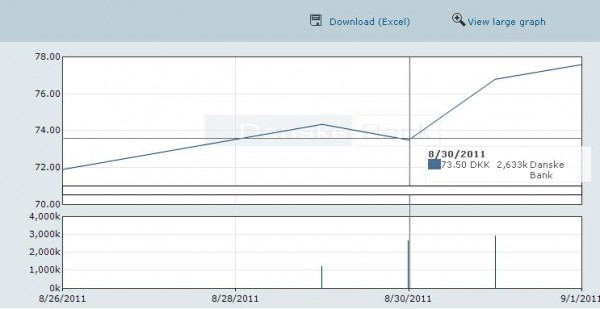 Download (Excel) View large graph
78.00
76.00
74.00
72.00
70.00
Danske Bank
8/30/2011
73.50 DKK 2,633k Danske Bank
4,000k
3,000k
2,000k
1,000k
0k
8/26/2011 8/28/2011 8/30/2011 9/1/2011